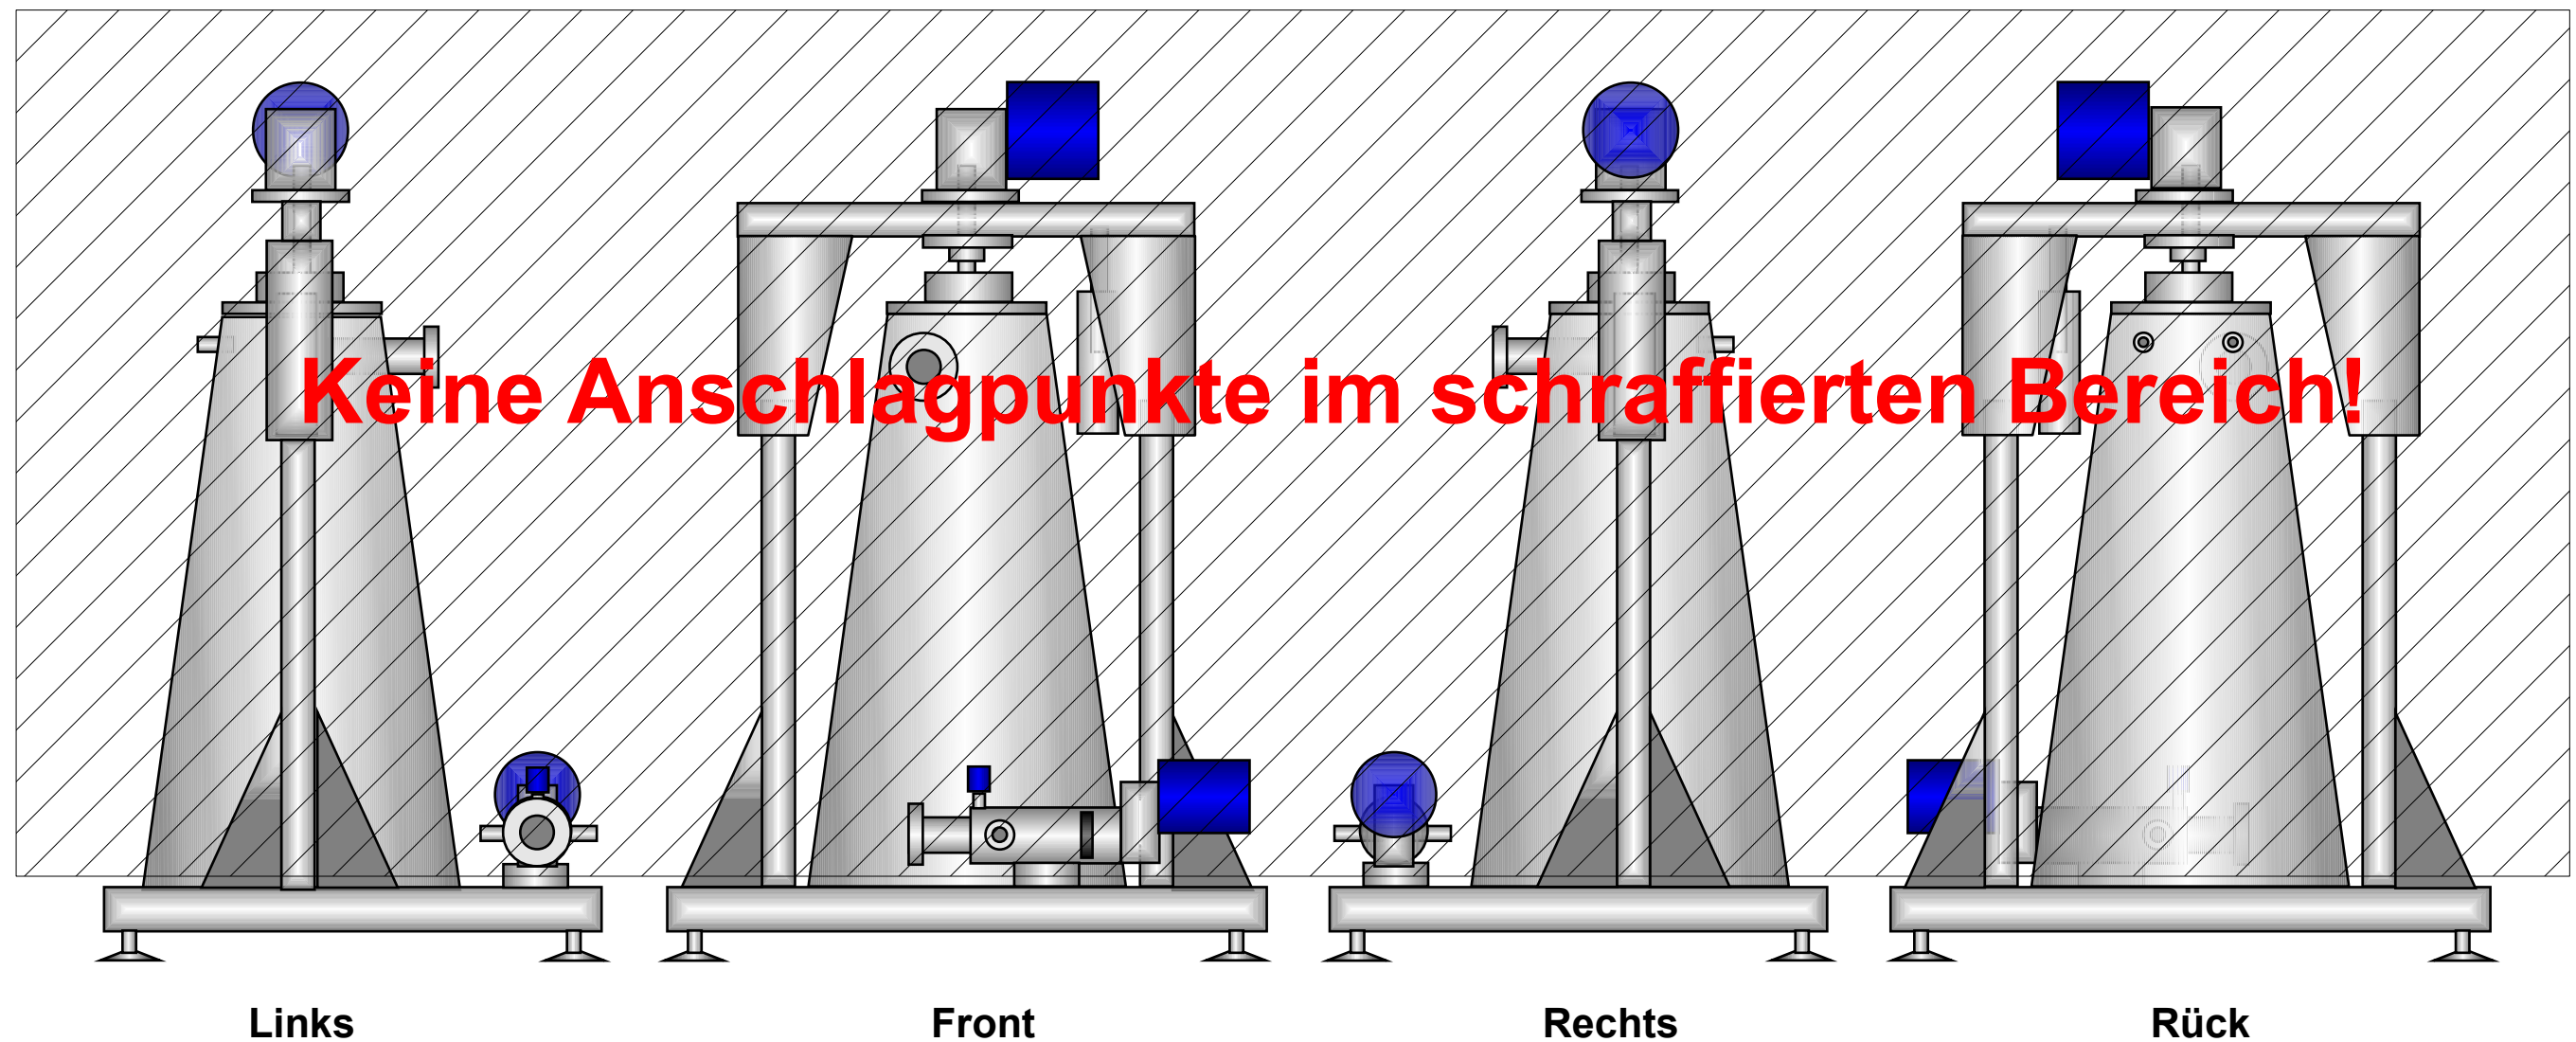 Keine Anschlagpunkte im schraffierten Bereich!
Links
Front
Rechts
Rück